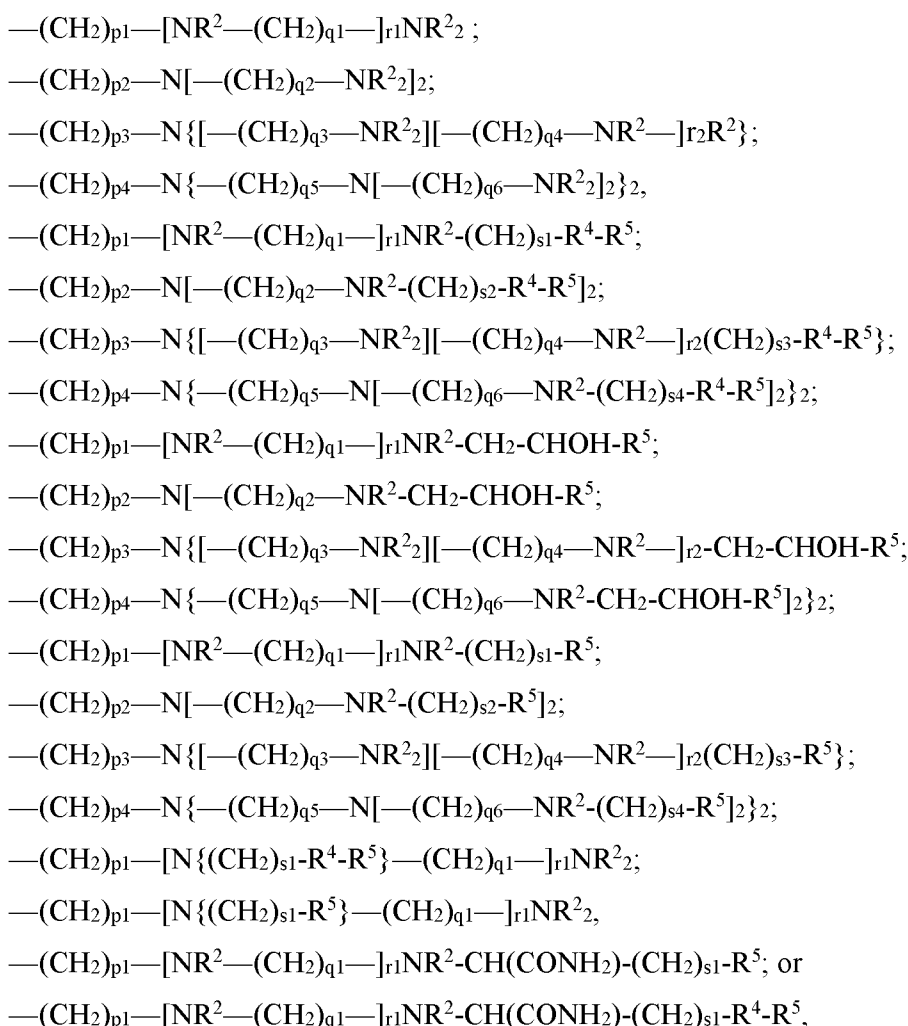 —(CH₂)ₚ₁—[NR²—(CH₂)q₁—]ᵣ₁NR²₂ ;
—(CH₂)ₚ₂—N[—(CH₂)q₂—NR²₂]₂;
—(CH₂)ₚ₃—N{[—(CH₂)q₃—NR²₂][—(CH₂)q₄—NR²—]r₂R²};
—(CH₂)ₚ₄—N{—(CH₂)q₅—N[—(CH₂)q₆—NR²₂]₂}₂,
—(CH₂)ₚ₁—[NR²—(CH₂)q₁—]ᵣ₁NR²-(CH₂)ₛ₁-R⁴-R⁵;
—(CH₂)ₚ₂—N[—(CH₂)q₂—NR²-(CH₂)ₛ₂-R⁴-R⁵]₂;
—(CH₂)ₚ₃—N{[—(CH₂)q₃—NR²₂][—(CH₂)q₄—NR²—]ᵣ₂(CH₂)ₛ₃-R⁴-R⁵};
—(CH₂)ₚ₄—N{—(CH₂)q₅—N[—(CH₂)q₆—NR²-(CH₂)ₛ₄-R⁴-R⁵]₂}₂;
—(CH₂)ₚ₁—[NR²—(CH₂)q₁—]ᵣ₁NR²-CH₂-CHOH-R⁵;
—(CH₂)ₚ₂—N[—(CH₂)q₂—NR²-CH₂-CHOH-R⁵;
—(CH₂)ₚ₃—N{[—(CH₂)q₃—NR²₂][—(CH₂)q₄—NR²—]ᵣ₂-CH₂-CHOH-R⁵;
—(CH₂)ₚ₄—N{—(CH₂)q₅—N[—(CH₂)q₆—NR²-CH₂-CHOH-R⁵]₂}₂;
—(CH₂)ₚ₁—[NR²—(CH₂)q₁—]ᵣ₁NR²-(CH₂)ₛ₁-R⁵;
—(CH₂)ₚ₂—N[—(CH₂)q₂—NR²-(CH₂)ₛ₂-R⁵]₂;
—(CH₂)ₚ₃—N{[—(CH₂)q₃—NR²₂][—(CH₂)q₄—NR²—]ᵣ₂(CH₂)ₛ₃-R⁵};
—(CH₂)ₚ₄—N{—(CH₂)q₅—N[—(CH₂)q₆—NR²-(CH₂)ₛ₄-R⁵]₂}₂;
—(CH₂)ₚ₁—[N{(CH₂)ₛ₁-R⁴-R⁵}—(CH₂)q₁—]ᵣ₁NR²₂;
—(CH₂)ₚ₁—[N{(CH₂)ₛ₁-R⁵}—(CH₂)q₁—]ᵣ₁NR²₂,
—(CH₂)ₚ₁—[NR²—(CH₂)q₁—]ᵣ₁NR²-CH(CONH₂)-(CH₂)ₛ₁-R⁵; or
—(CH₂)ₚ₁—[NR²—(CH₂)q₁—]ᵣ₁NR²-CH(CONH₂)-(CH₂)ₛ₁-R⁴-R⁵,